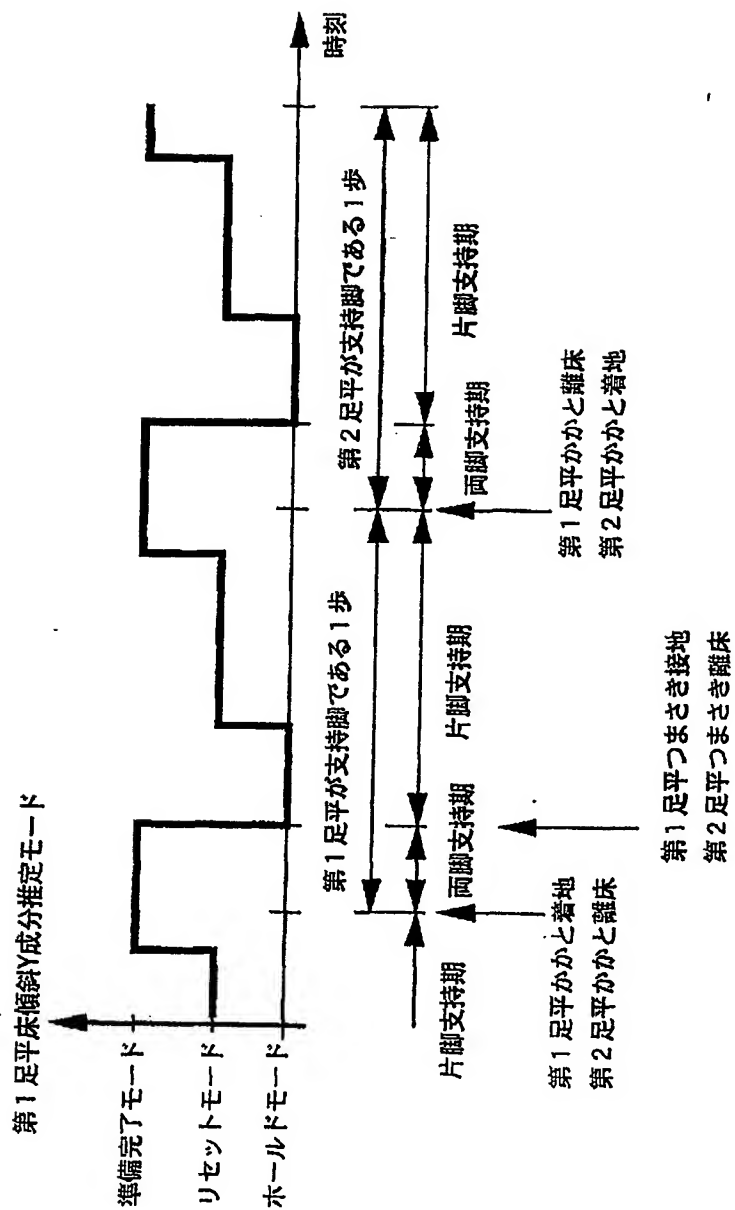 第1足平床傾斜Y成分推定モード
準備完了モード
リセットモード
ホールドモード
時刻
第1足平が支持脚である1歩
第2足平が支持脚である1歩
片脚支持期
両脚支持期
片脚支持期
両脚支持期
片脚支持期
第1足平かかと着地
第2足平かかと離床
第1足平つまさき接地
第2足平つまさき離床
第1足平かかと離床
第2足平かかと着地